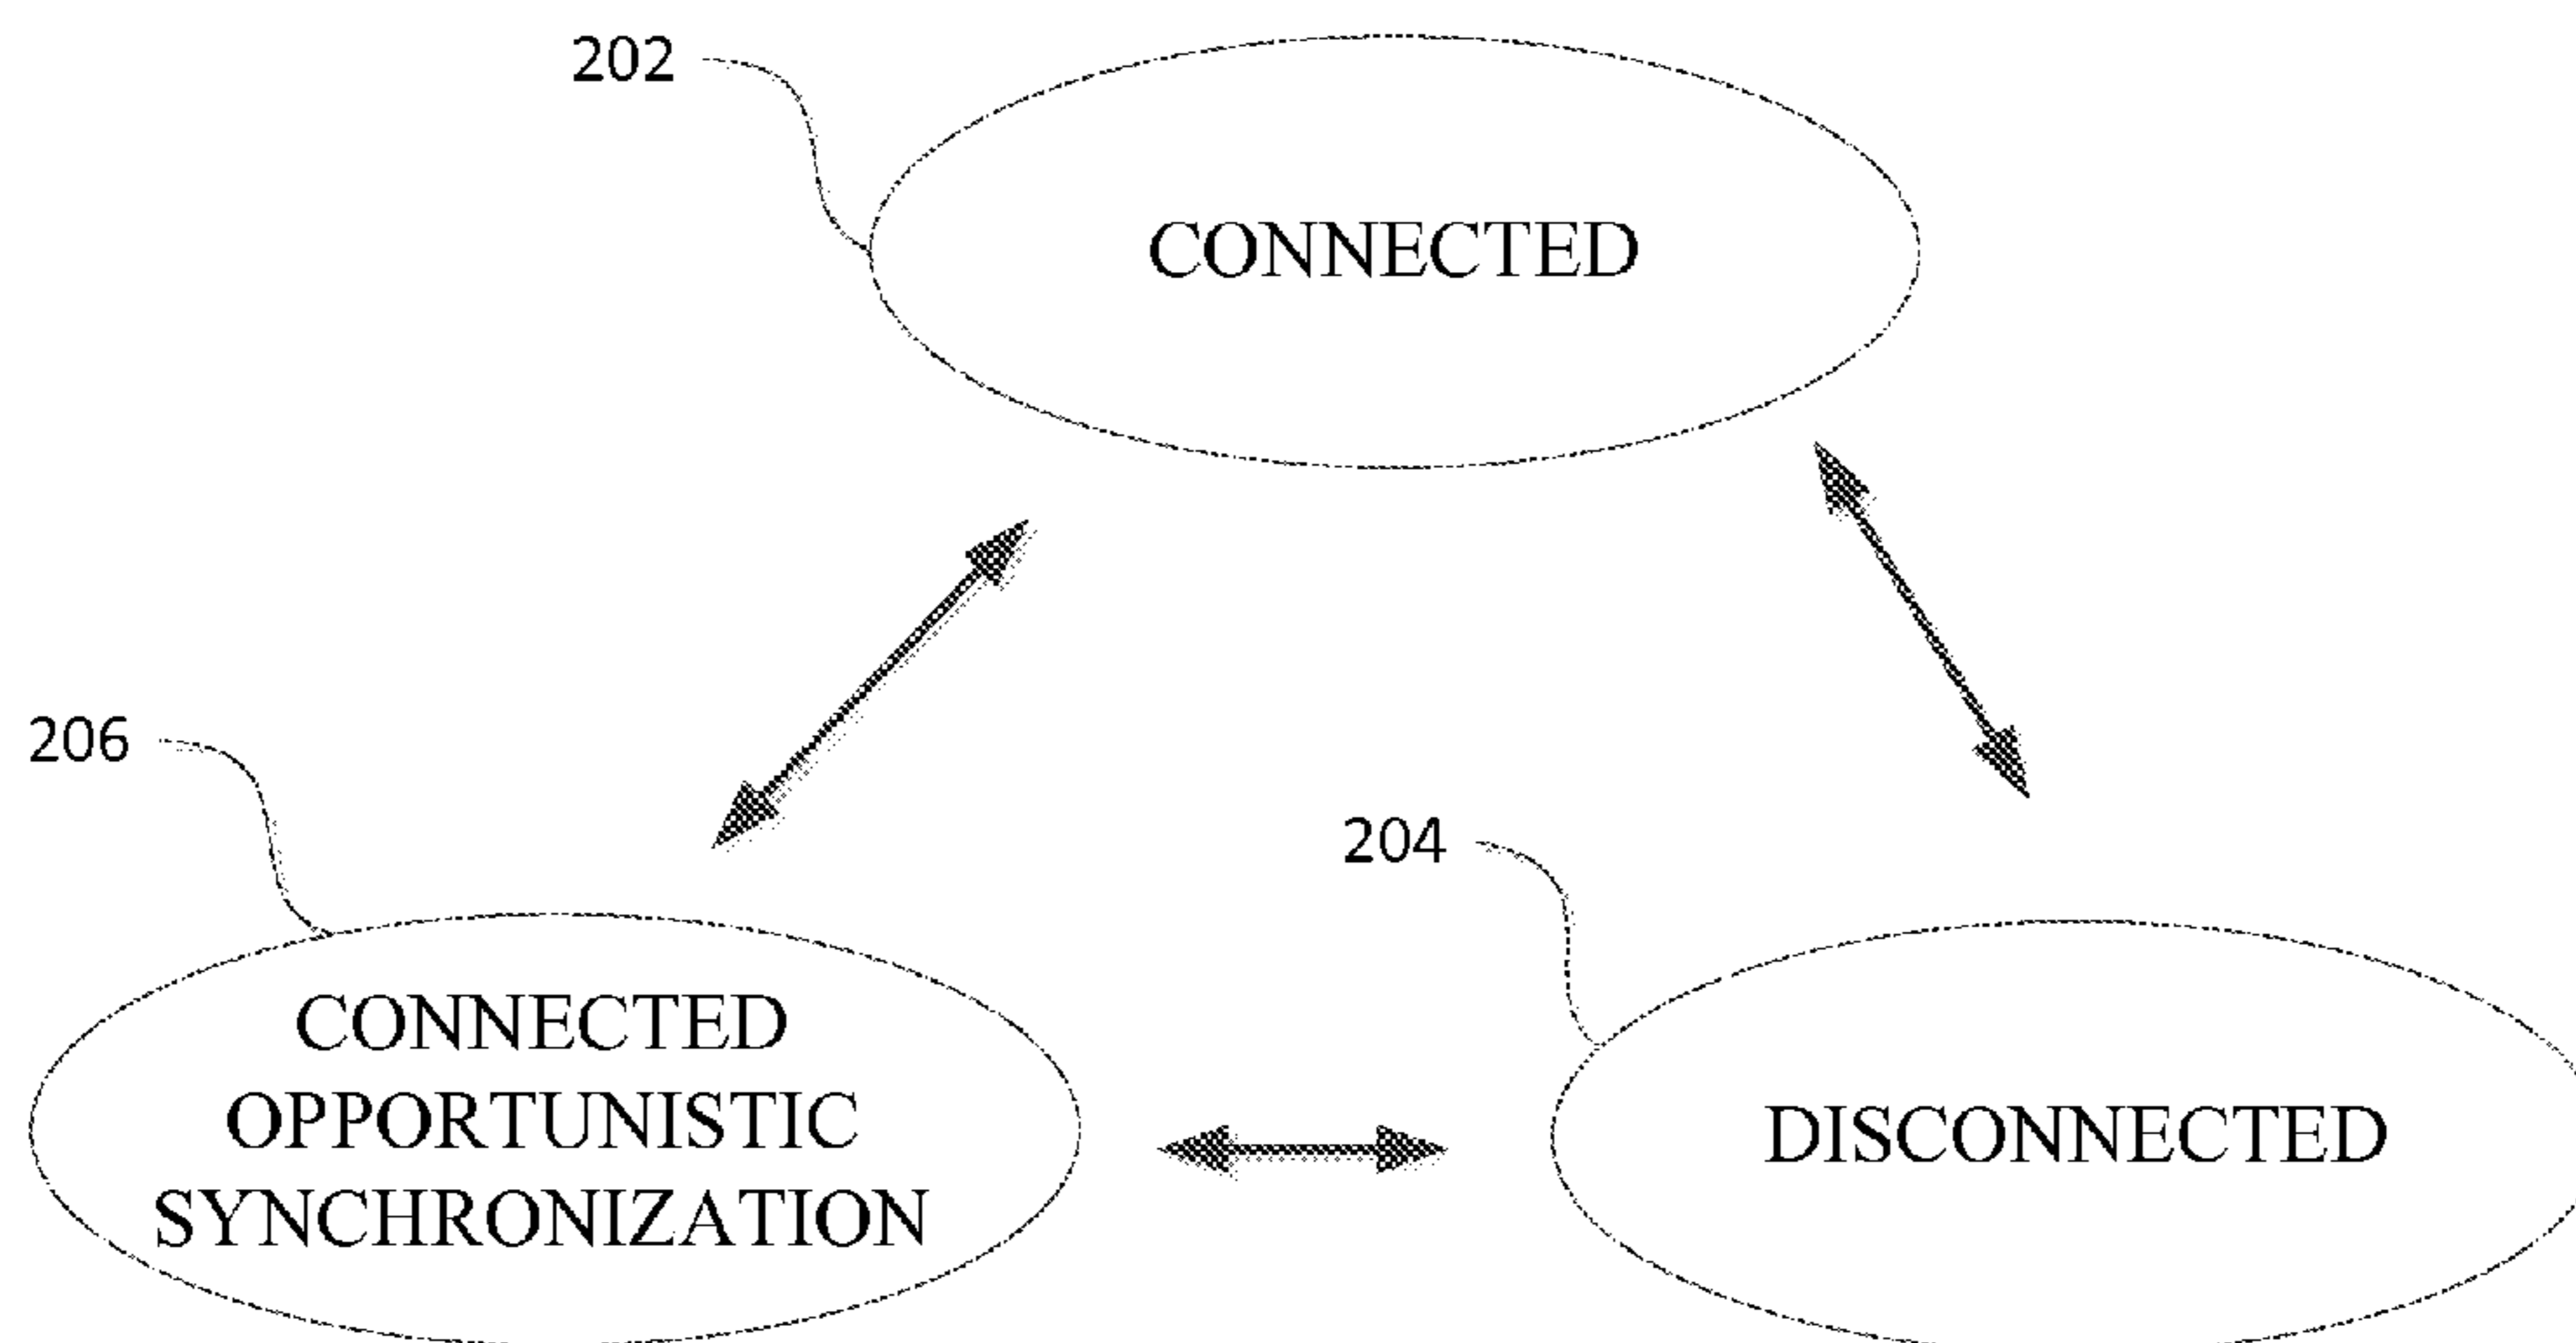 202
CONNECTED
206
204
CONNECTED
OPPORTUNISTIC
SYNCHRONIZATION
DISCONNECTED